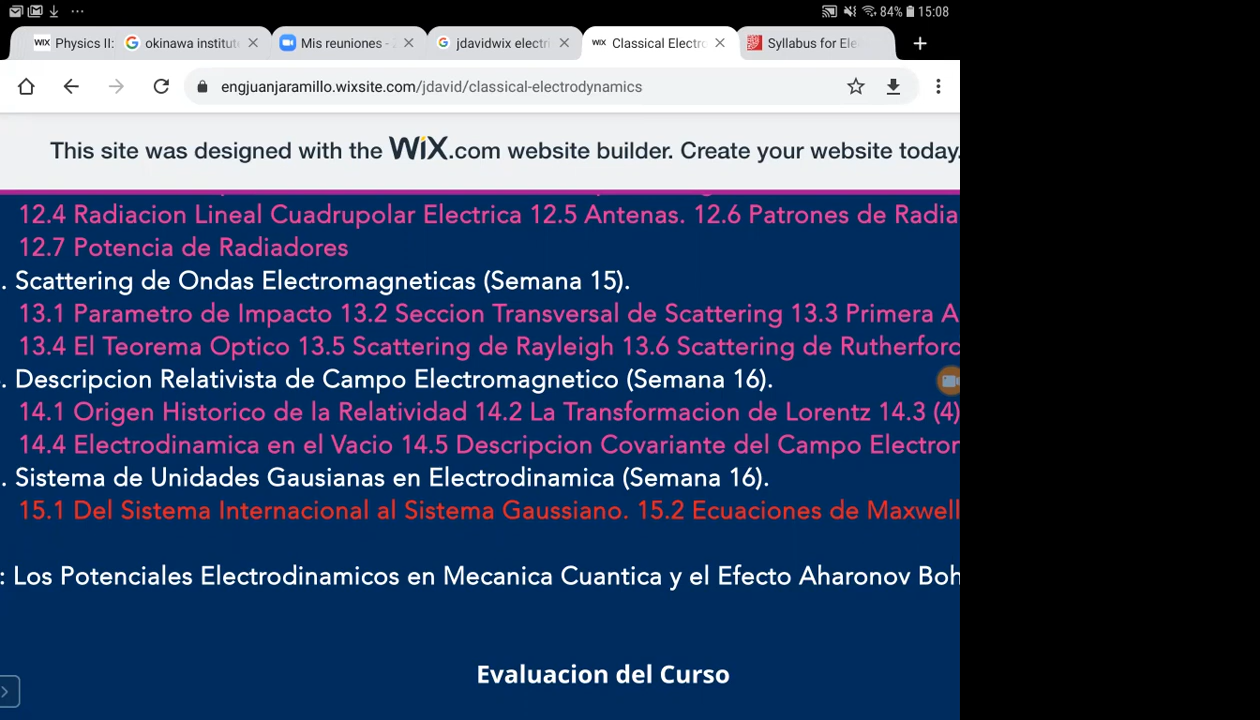 84% 15:08
WIX Physics II: okinawa institut Mis reuniones - jdavidwix electri WIX Classical Electro Syllabus for Ele
engjuanjaramillo.wixsite.com/jdavid/classical-electrodynamics
This site was designed with the WiX.com website builder. Create your website today.
12.4 Radiacion Lineal Cuadrupolar Electrica 12.5 Antenas. 12.6 Patrones de Radia
12.7 Potencia de Radiadores
. Scattering de Ondas Electromagneticas (Semana 15).
13.1 Parametro de Impacto 13.2 Seccion Transversal de Scattering 13.3 Primera A
13.4 El Teorema Optico 13.5 Scattering de Rayleigh 13.6 Scattering de Rutherford
. Descripcion Relativista de Campo Electromagnetico (Semana 16).
14.1 Origen Historico de la Relatividad 14.2 La Transformacion de Lorentz 14.3 (4)
14.4 Electrodinamica en el Vacio 14.5 Descripcion Covariante del Campo Electror
. Sistema de Unidades Gausianas en Electrodinamica (Semana 16).
15.1 Del Sistema Internacional al Sistema Gaussiano. 15.2 Ecuaciones de Maxwell
: Los Potenciales Electrodinamicos en Mecanica Cuantica y el Efecto Aharonov Boh
Evaluacion del Curso